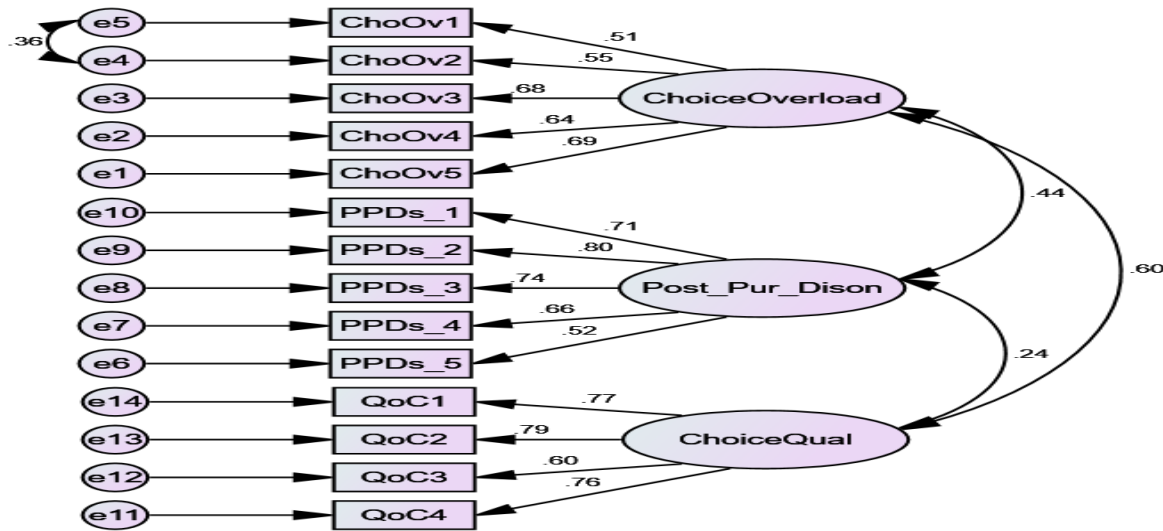 e5 ChoOv1
.51
.36
e4 ChoOv2 .55
e3 ChoOv3 .68 ChoiceOverload
e2 ChoOv4 .64
.69
e1 ChoOv5
.44
e10 PPDs_1 .71
e9 PPDs_2 .80
.60
e8 PPDs_3 .74 Post_Pur_Dison
e7 PPDs_4 .66
.52
e6 PPDs_5
.24
e14 QoC1 .77
e13 QoC2 .79 ChoiceQual
e12 QoC3 .60
.76
e11 QoC4